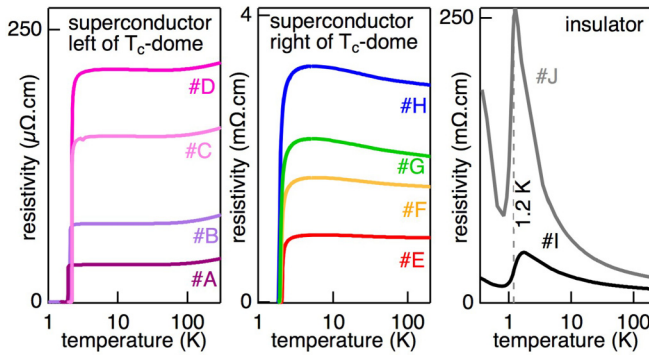 superconductor
left of Tc-dome
250
#D
#C
#B
#A
0
resistivity (μΩ.cm)
1
10
100
temperature (K)
superconductor
right of Tc-dome
4
#H
#G
#F
#E
0
resistivity (mΩ.cm)
1
10
100
temperature (K)
insulator
250
#J
1.2 K
#I
0
resistivity (mΩ.cm)
1
10
100
temperature (K)